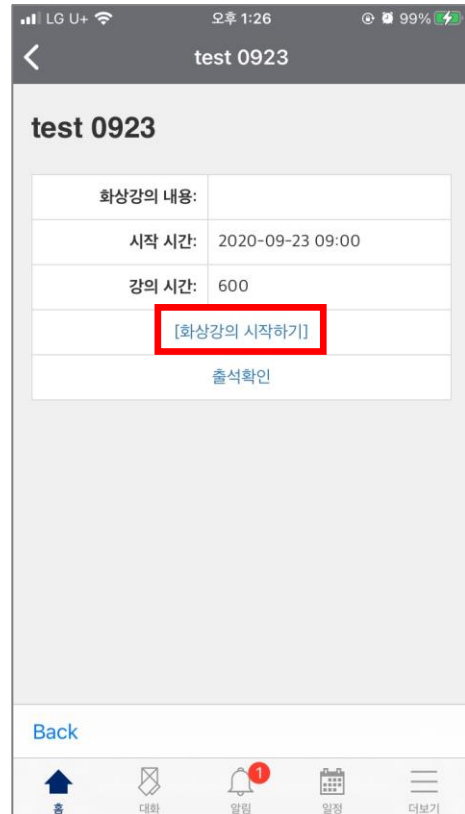 LG U+ 오후 1:26 99%
test 0923
test 0923
화상강의 내용:
시작 시간: 2020-09-23 09:00
강의 시간: 600
[화상강의 시작하기]
출석확인
Back
1
홈 대화 알림 일정 더보기